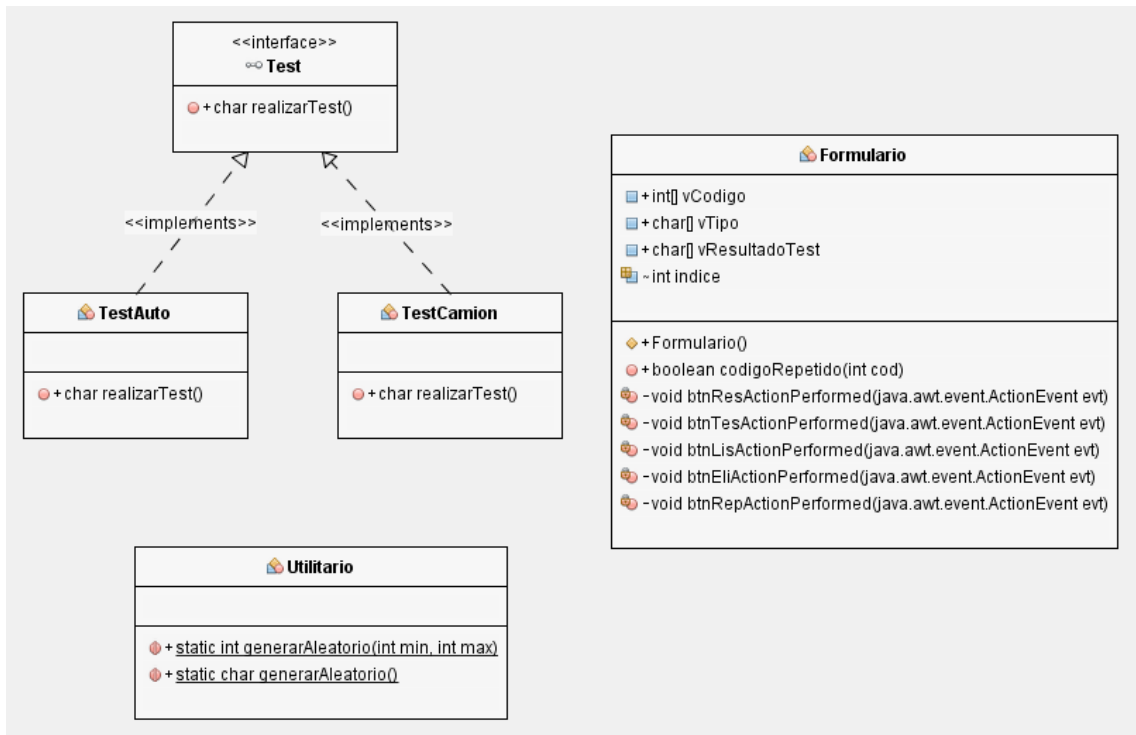 <<interface>>
Test
+ char realizarTest()
<<implements>>
<<implements>>
TestAuto
+ char realizarTest()
TestCamion
+ char realizarTest()
Formulario
+ int[] vCodigo
+ char[] vTipo
+ char[] vResultadoTest
~ int indice
+ Formulario()
+ boolean codigoRepetido(int cod)
- void btnResActionPerformed(java.awt.event.ActionEvent evt)
- void btnTesActionPerformed(java.awt.event.ActionEvent evt)
- void btnLisActionPerformed(java.awt.event.ActionEvent evt)
- void btnEliActionPerformed(java.awt.event.ActionEvent evt)
- void btnRepActionPerformed(java.awt.event.ActionEvent evt)
Utilitario
+ static int generarAleatorio(int min, int max)
+ static char generarAleatorio()